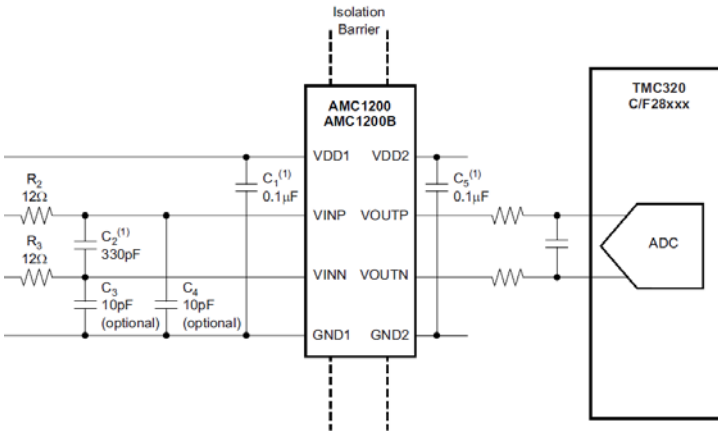 Isolation
Barrier
TMC320
C/F28xxx
AMC1200
AMC1200B
VDD1
VDD2
R2
12Ω
C1(1)
0.1μF
C5(1)
0.1μF
VINP
VOUTP
R3
12Ω
C2(1)
330pF
ADC
VINN
VOUTN
C3
10pF
(optional)
C4
10pF
(optional)
GND1
GND2